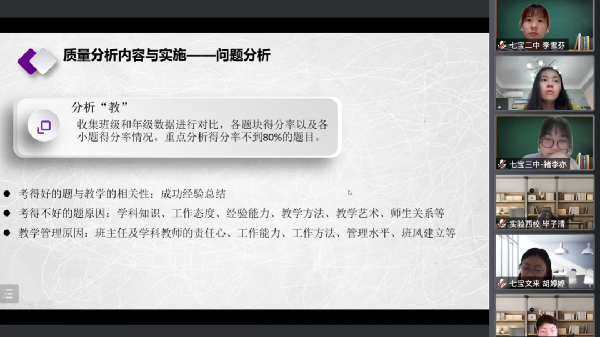 质量分析内容与实施——问题分析
分析“教”
收集班级和年级数据进行对比，各题块得分率以及各
小题得分率情况。重点分析得分率不到80%的题目。
考得好的题与教学的相关性：成功经验总结
考得不好的题原因：学科知识、工作态度、经验能力、教学方法、教学艺术、师生关系等
教学管理原因：班主任及学科教师的责任心、工作能力、工作方法、管理水平、班风建立等
七宝二中 李雪芬
七宝三中-褚李亦
实验西校 毕子清
七宝文来 胡婷婷